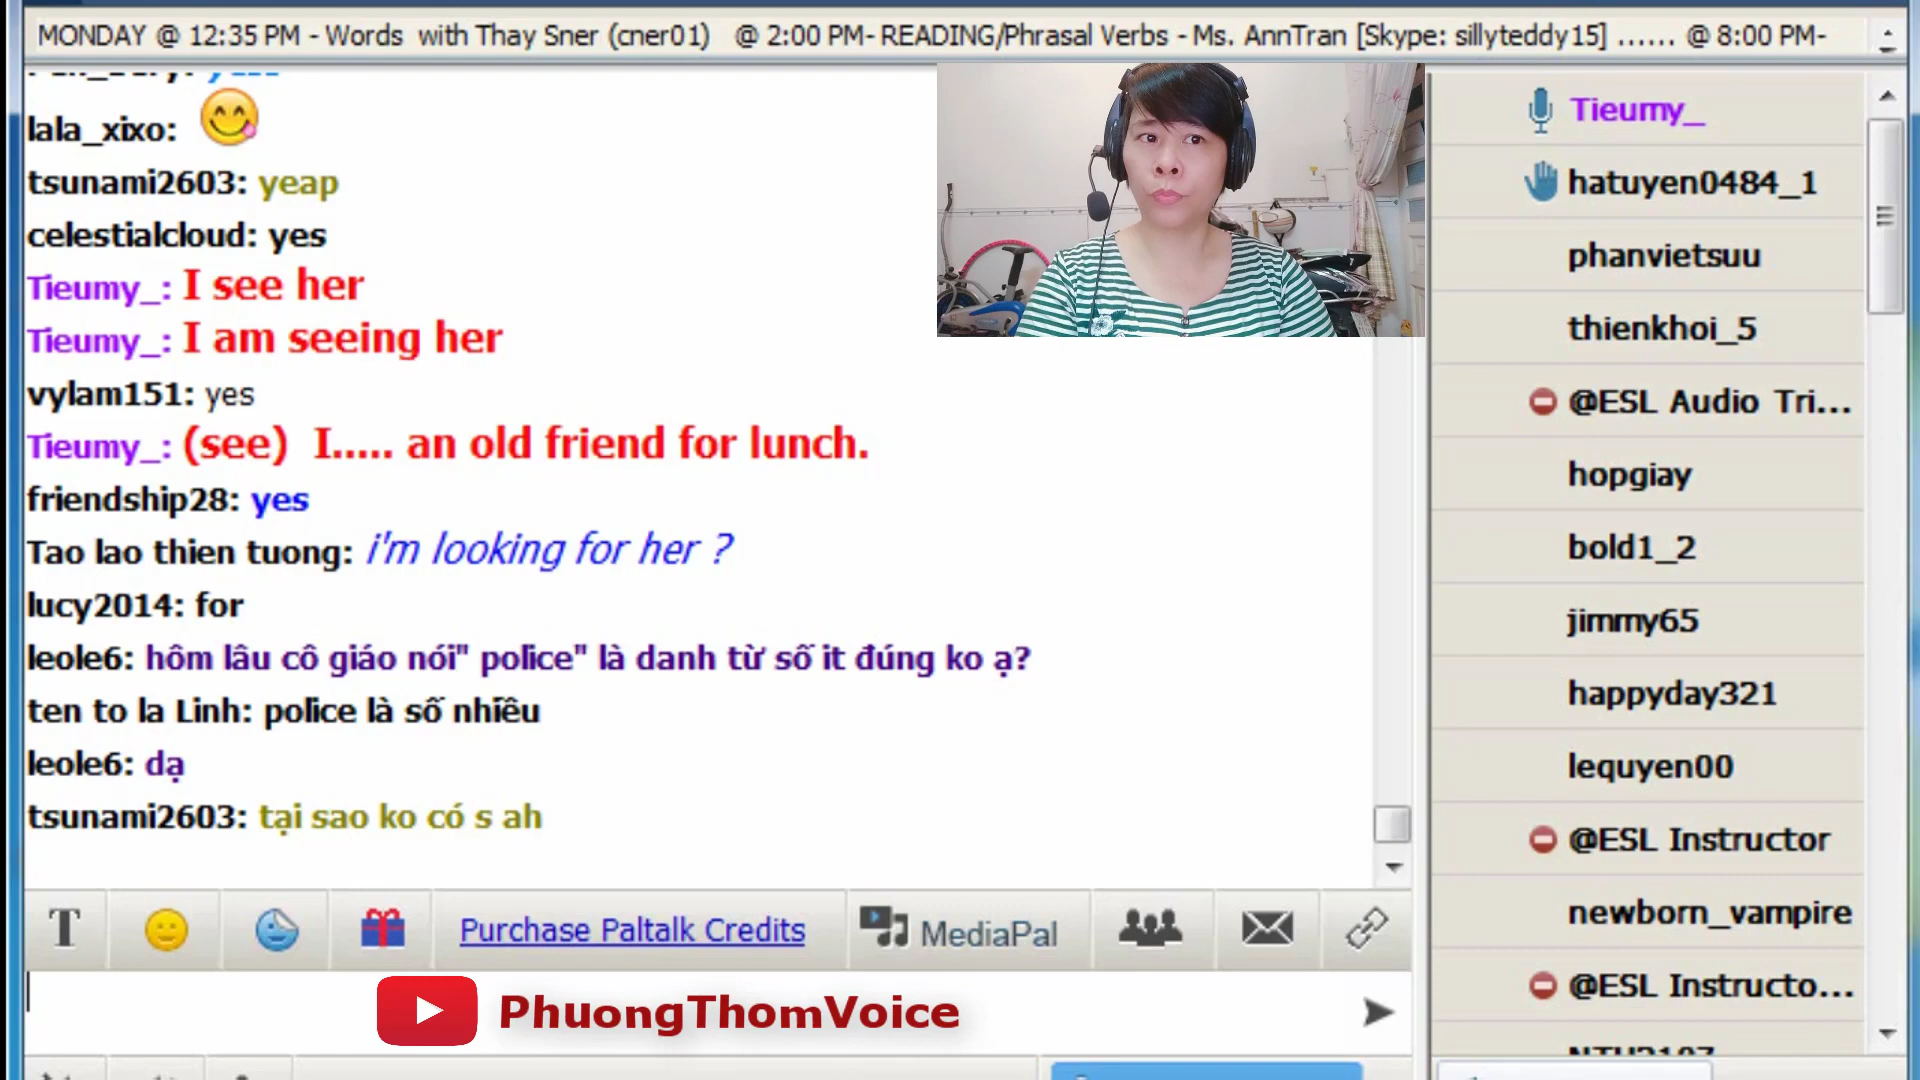 MONDAY @ 12:35 PM - Words with Thay Sner (cner01) @ 2:00 PM- READING/Phrasal Verbs - Ms. AnnTran [Skype: sillyteddy15] ...... @ 8:00 PM-
lala_xixo:
tsunami2603: yeap
celestialcloud: yes
Tieumy_: I see her
Tieumy_: I am seeing her
vylam151: yes
Tieumy_: (see) I..... an old friend for lunch.
friendship28: yes
Tao lao thien tuong: i'm looking for her ?
lucy2014: for
leole6: hôm lâu cô giáo nói" police" là danh từ số it đúng ko ạ?
ten to la Linh: police là số nhiều
leole6: dạ
tsunami2603: tại sao ko có s ah
Tieumy_
hatuyen0484_1
phanvietsuu
thienkhoi_5
@ESL Audio Tri...
hopgiay
bold1_2
jimmy65
happyday321
lequyen00
@ESL Instructor
newborn_vampire
@ESL Instructo...
T Purchase Paltalk Credits MediaPal
PhuongThomVoice